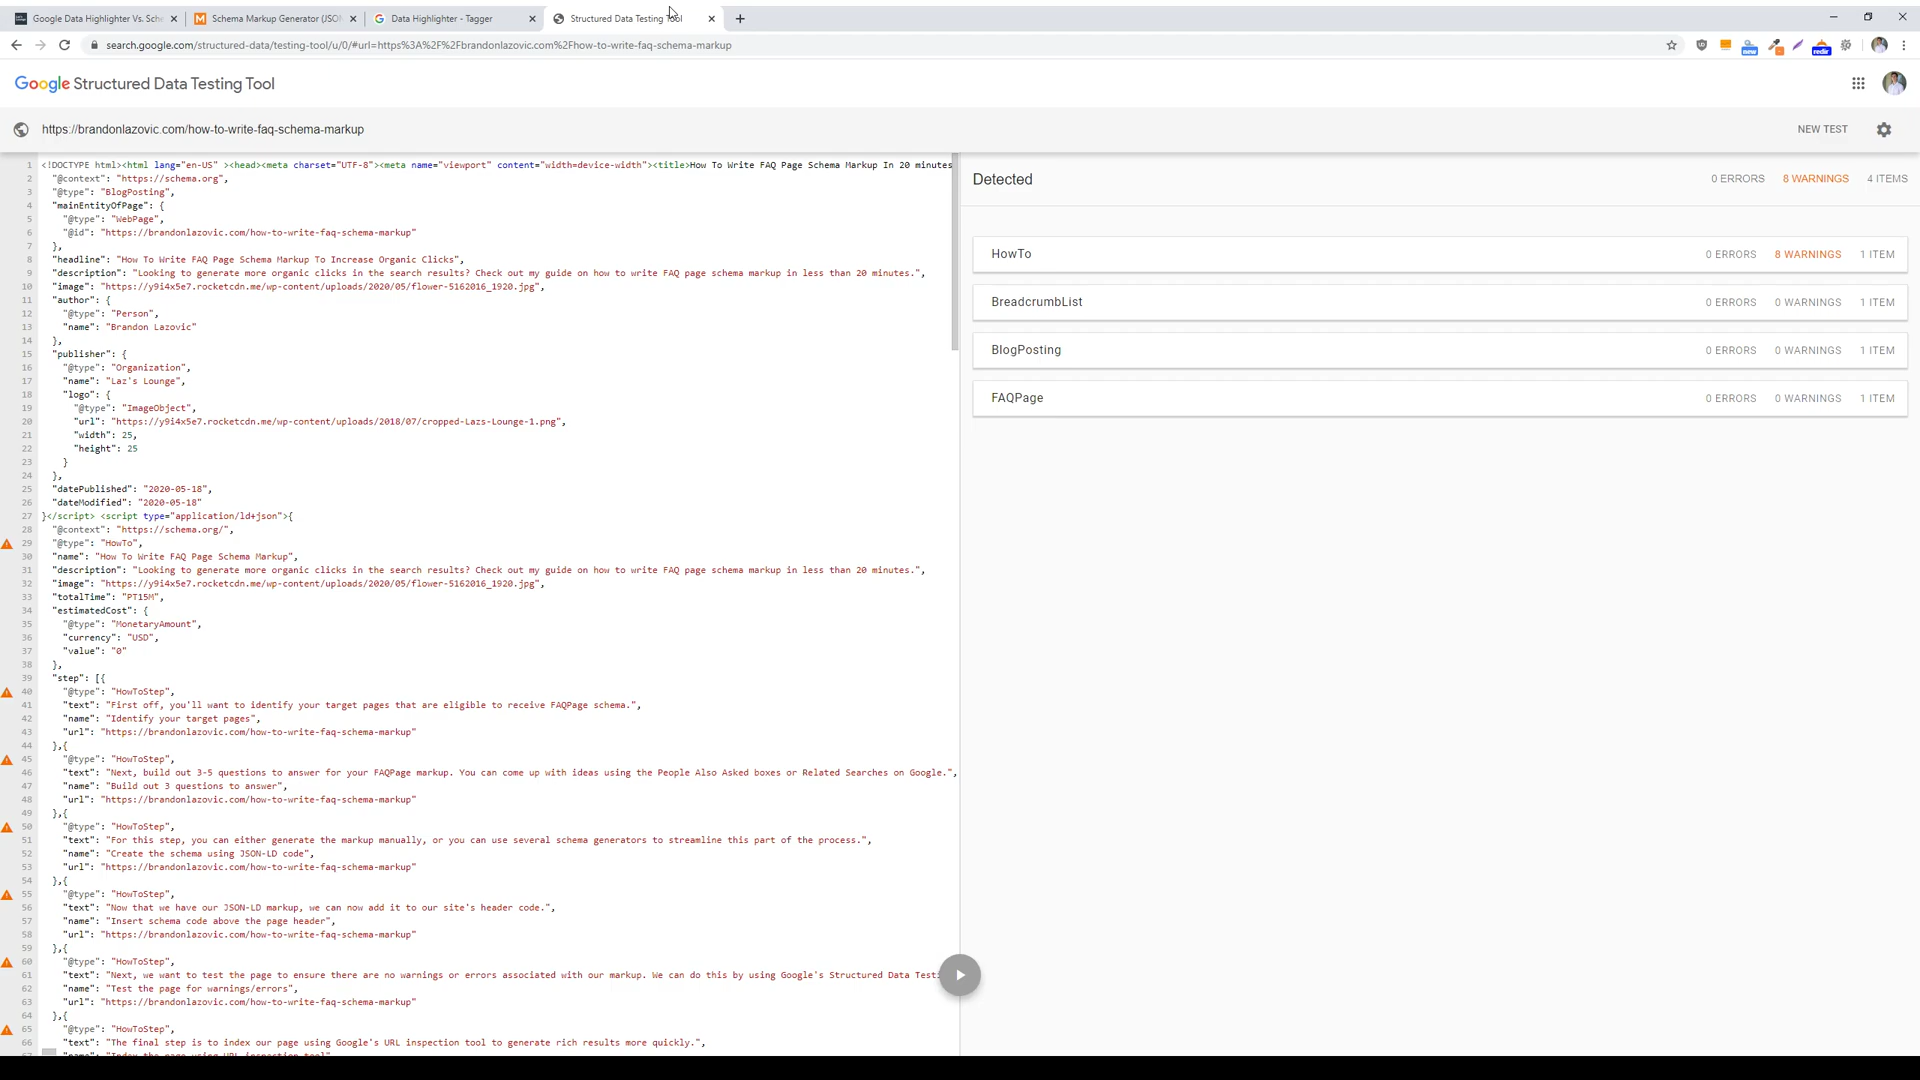 Google Data Highlighter Vs. Sche
Schema Markup Generator (JSON
Data Highlighter - Tagger
Structured Data Testing Tool
search.google.com/structured-data/testing-tool/u/0/#url=https%3A%2F%2Fbrandonlazovic.com%2Fhow-to-write-faq-schema-markup
new
redir
Google Structured Data Testing Tool
https://brandonlazovic.com/how-to-write-faq-schema-markup
NEW TEST
1 <!DOCTYPE html><html lang="en-US" ><head><meta charset="UTF-8"><meta name="viewport" content="width=device-width"><title>How To Write FAQ Page Schema Markup In 20 minutes
2 "@context": "https://schema.org",
3 "@type": "BlogPosting",
4 "mainEntityOfPage": {
5 "@type": "WebPage",
6 "@id": "https://brandonlazovic.com/how-to-write-faq-schema-markup"
7 },
8 "headline": "How To Write FAQ Page Schema Markup To Increase Organic Clicks",
9 "description": "Looking to generate more organic clicks in the search results? Check out my guide on how to write FAQ page schema markup in less than 20 minutes.",
10 "image": "https://y9i4x5e7.rocketcdn.me/wp-content/uploads/2020/05/flower-5162016_1920.jpg",
11 "author": {
12 "@type": "Person",
13 "name": "Brandon Lazovic"
14 },
15 "publisher": {
16 "@type": "Organization",
17 "name": "Laz's Lounge",
18 "logo": {
19 "@type": "ImageObject",
20 "url": "https://y9i4x5e7.rocketcdn.me/wp-content/uploads/2018/07/cropped-Lazs-Lounge-1.png",
21 "width": 25,
22 "height": 25
23 }
24 },
25 "datePublished": "2020-05-18",
26 "dateModified": "2020-05-18"
27 }</script> <script type="application/ld+json">{
28 "@context": "https://schema.org/",
29 "@type": "HowTo",
30 "name": "How To Write FAQ Page Schema Markup",
31 "description": "Looking to generate more organic clicks in the search results? Check out my guide on how to write FAQ page schema markup in less than 20 minutes.",
32 "image": "https://y9i4x5e7.rocketcdn.me/wp-content/uploads/2020/05/flower-5162016_1920.jpg",
33 "totalTime": "PT15M",
34 "estimatedCost": {
35 "@type": "MonetaryAmount",
36 "currency": "USD",
37 "value": "0"
38 },
39 "step": [{
40 "@type": "HowToStep",
41 "text": "First off, you'll want to identify your target pages that are eligible to receive FAQPage schema.",
42 "name": "Identify your target pages",
43 "url": "https://brandonlazovic.com/how-to-write-faq-schema-markup"
44 },{
45 "@type": "HowToStep",
46 "text": "Next, build out 3-5 questions to answer for your FAQPage markup. You can come up with ideas using the People Also Asked boxes or Related Searches on Google.",
47 "name": "Build out 3 questions to answer",
48 "url": "https://brandonlazovic.com/how-to-write-faq-schema-markup"
49 },{
50 "@type": "HowToStep",
51 "text": "For this step, you can either generate the markup manually, or you can use several schema generators to streamline this part of the process.",
52 "name": "Create the schema using JSON-LD code",
53 "url": "https://brandonlazovic.com/how-to-write-faq-schema-markup"
54 },{
55 "@type": "HowToStep",
56 "text": "Now that we have our JSON-LD markup, we can now add it to our site's header code.",
57 "name": "Insert schema code above the page header",
58 "url": "https://brandonlazovic.com/how-to-write-faq-schema-markup"
59 },{
60 "@type": "HowToStep",
61 "text": "Next, we want to test the page to ensure there are no warnings or errors associated with our markup. We can do this by using Google's Structured Data Testi
62 "name": "Test the page for warnings/errors",
63 "url": "https://brandonlazovic.com/how-to-write-faq-schema-markup"
64 },{
65 "@type": "HowToStep",
66 "text": "The final step is to index our page using Google's URL inspection tool to generate rich results more quickly.",
67 "name": "Index the page using URL inspection tool"
Detected 0 ERRORS 8 WARNINGS 4 ITEMS
HowTo 0 ERRORS 8 WARNINGS 1 ITEM
BreadcrumbList 0 ERRORS 0 WARNINGS 1 ITEM
BlogPosting 0 ERRORS 0 WARNINGS 1 ITEM
FAQPage 0 ERRORS 0 WARNINGS 1 ITEM